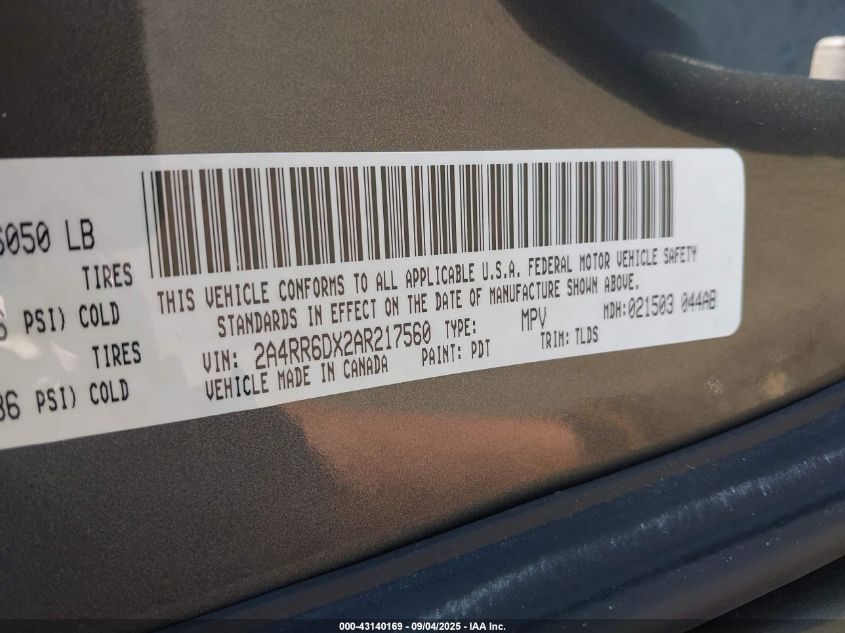 6050 LB
TIRES
PSI) COLD
TIRES
36 PSI) COLD
THIS VEHICLE CONFORMS TO ALL APPLICABLE U.S.A. FEDERAL MOTOR VEHICLE SAFETY
STANDARDS IN EFFECT ON THE DATE OF MANUFACTURE SHOWN ABOVE.
VIN: 2A4RR6DX2AR217560 TYPE: MPV MDH:021503 044AB
VEHICLE MADE IN CANADA PAINT: PDT TRIM: TLDS
000-43140169 - 09/04/2025 - IAA Inc.